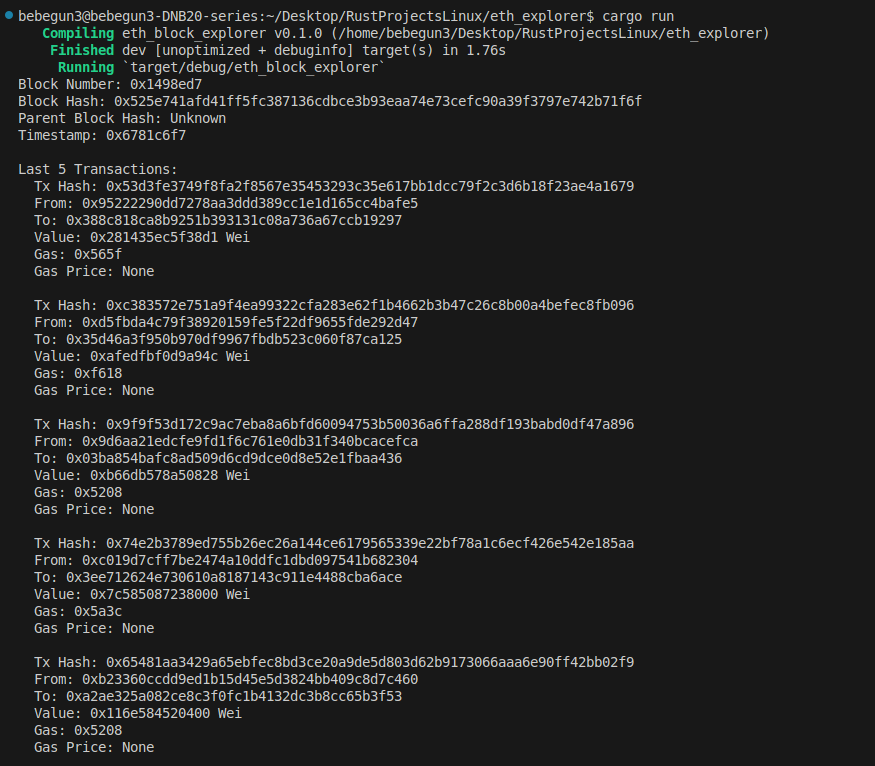 bebegun3@bebegun3-DNB20-series:~/Desktop/RustProjectsLinux/eth_explorer$ cargo run
Compiling eth_block_explorer v0.1.0 (/home/bebegun3/Desktop/RustProjectsLinux/eth_explorer)
Finished dev [unoptimized + debuginfo] target(s) in 1.76s
Running `target/debug/eth_block_explorer`
Block Number: 0x1498ed7
Block Hash: 0x525e741afd41ff5fc387136cdbce3b93eaa74e73cefc90a39f3797e742b71f6f
Parent Block Hash: Unknown
Timestamp: 0x6781c6f7
Last 5 Transactions:
Tx Hash: 0x53d3fe3749f8fa2f8567e35453293c35e617bb1dcc79f2c3d6b18f23ae4a1679
From: 0x95222290dd7278aa3ddd389cc1e1d165cc4bafe5
To: 0x388c818ca8b9251b393131c08a736a67ccb19297
Value: 0x281435ec5f38d1 Wei
Gas: 0x565f
Gas Price: None
Tx Hash: 0xc383572e751a9f4ea99322cfa283e62f1b4662b3b47c26c8b00a4befec8fb096
From: 0xd5fbda4c79f38920159fe5f22df9655fde292d47
To: 0x35d46a3f950b970df9967fbdb523c060f87ca125
Value: 0xafedfbf0d9a94c Wei
Gas: 0xf618
Gas Price: None
Tx Hash: 0x9f9f53d172c9ac7eba8a6bfd60094753b50036a6ffa288df193babd0df47a896
From: 0x9d6aa21edcfe9fd1f6c761e0db31f340bcacefca
To: 0x03ba854bafc8ad509d6cd9dce0d8e52e1fbaa436
Value: 0xb66db578a50828 Wei
Gas: 0x5208
Gas Price: None
Tx Hash: 0x74e2b3789ed755b26ec26a144ce6179565339e22bf78a1c6ecf426e542e185aa
From: 0xc019d7cff7be2474a10ddfc1dbd097541b682304
To: 0x3ee712624e730610a8187143c911e4488cba6ace
Value: 0x7c585087238000 Wei
Gas: 0x5a3c
Gas Price: None
Tx Hash: 0x65481aa3429a65ebfec8bd3ce20a9de5d803d62b9173066aaa6e90ff42bb02f9
From: 0xb23360ccdd9ed1b15d45e5d3824bb409c8d7c460
To: 0xa2ae325a082ce8c3f0fc1b4132dc3b8cc65b3f53
Value: 0x116e584520400 Wei
Gas: 0x5208
Gas Price: None